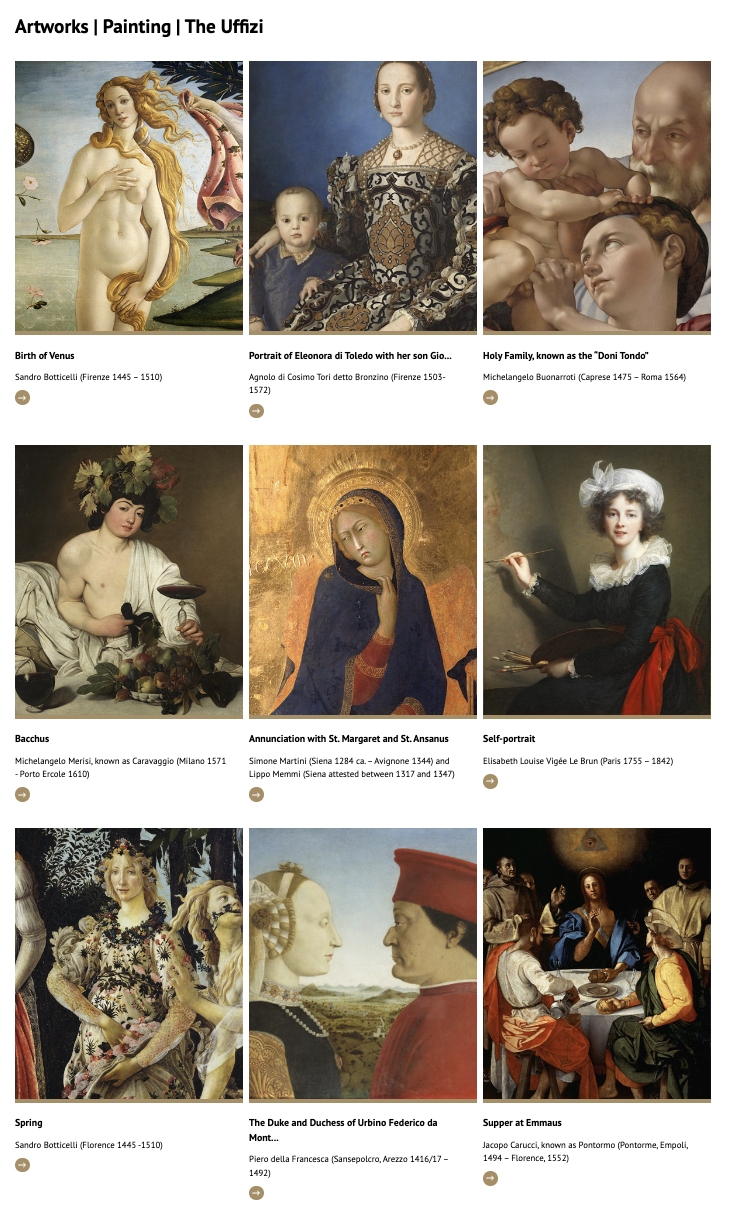 Artworks | Painting | The Uffizi
Birth of Venus
Sandro Botticelli (Firenze 1445 – 1510)
Portrait of Eleonora di Toledo with her son Gio...
Agnolo di Cosimo Tori detto Bronzino (Firenze 1503-
1572)
Holy Family, known as the “Doni Tondo”
Michelangelo Buonarroti (Caprese 1475 – Roma 1564)
Bacchus
Michelangelo Merisi, known as Caravaggio (Milano 1571
- Porto Ercole 1610)
Annunciation with St. Margaret and St. Ansanus
Simone Martini (Siena 1284 ca. – Avignone 1344) and
Lippo Memmi (Siena attested between 1317 and 1347)
Self-portrait
Elisabeth Louise Vigée Le Brun (Paris 1755 – 1842)
Spring
Sandro Botticelli (Florence 1445 -1510)
The Duke and Duchess of Urbino Federico da
Mont...
Piero della Francesca (Sansepolcro, Arezzo 1416/17 –
1492)
Supper at Emmaus
Jacopo Carucci, known as Pontormo (Pontorme, Empoli,
1494 – Florence, 1552)